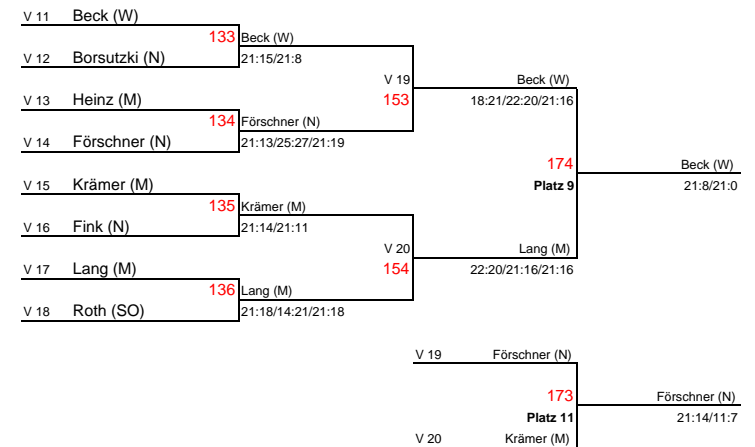 V 11 Beck (W)
133 Beck (W)
V 12 Borsutzki (N) 21:15/21:8
V 19 Beck (W)
V 13 Heinz (M) 153 18:21/22:20/21:16
134 Förschner (N)
V 14 Förschner (N) 21:13/25:27/21:19
174 Beck (W)
V 15 Krämer (M) Platz 9 21:8/21:0
135 Krämer (M)
V 16 Fink (N) 21:14/21:11
V 20 Lang (M)
V 17 Lang (M) 154 22:20/21:16/21:16
136 Lang (M)
V 18 Roth (SO) 21:18/14:21/21:18
V 19 Förschner (N)
173 Förschner (N)
Platz 11 21:14/11:7
V 20 Krämer (M)